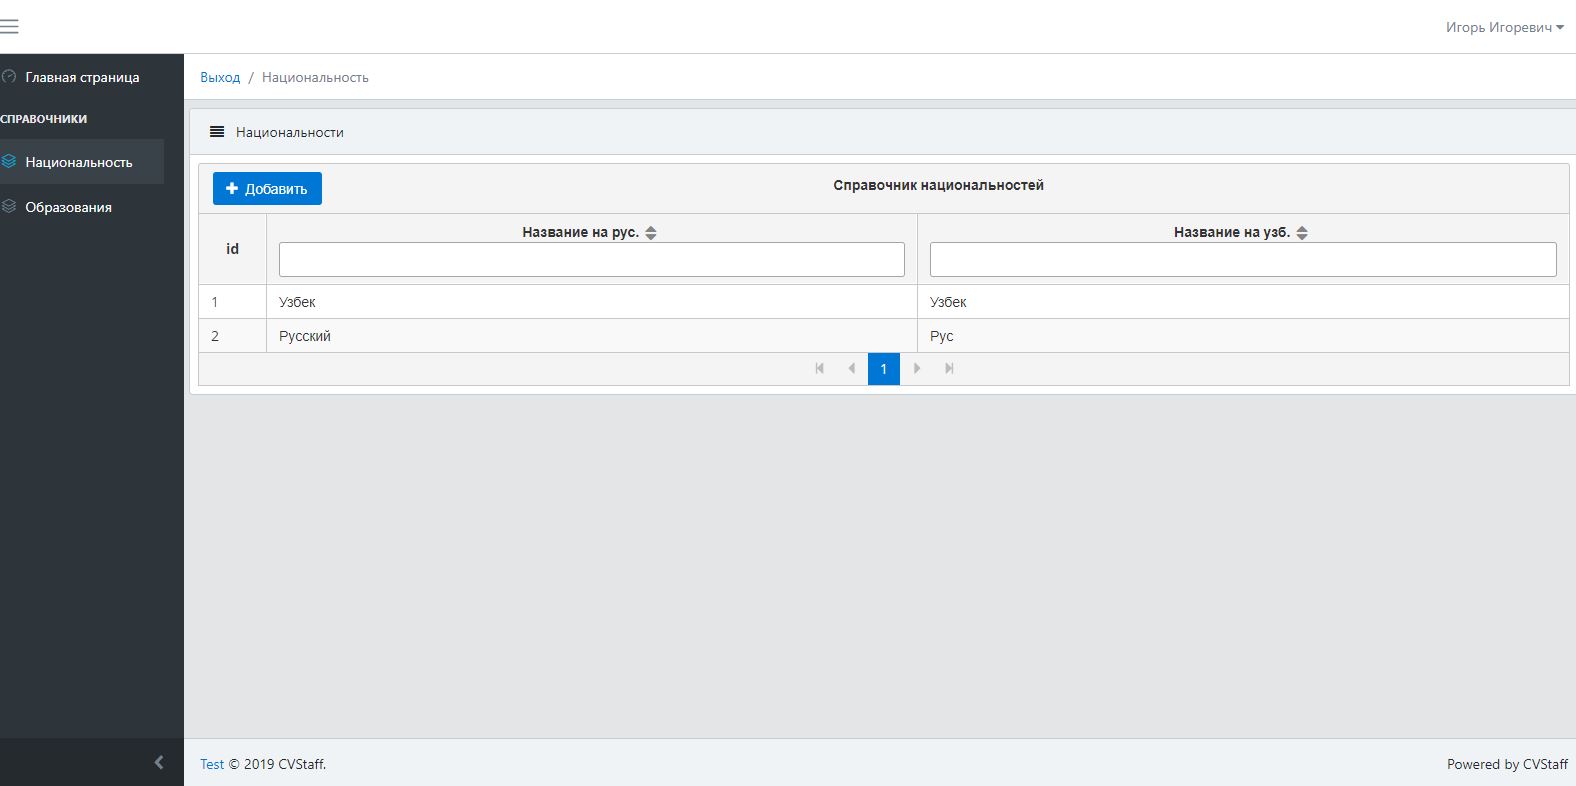 Игорь Игоревич
Главная страница
СПРАВОЧНИКИ
Национальность
Образования
Выход / Национальность
Национальности
Добавить
Справочник национальностей
id
Название на рус.
Название на узб.
1 Узбек Узбек
2 Русский Рус
1
Test © 2019 CVStaff.
Powered by CVStaff